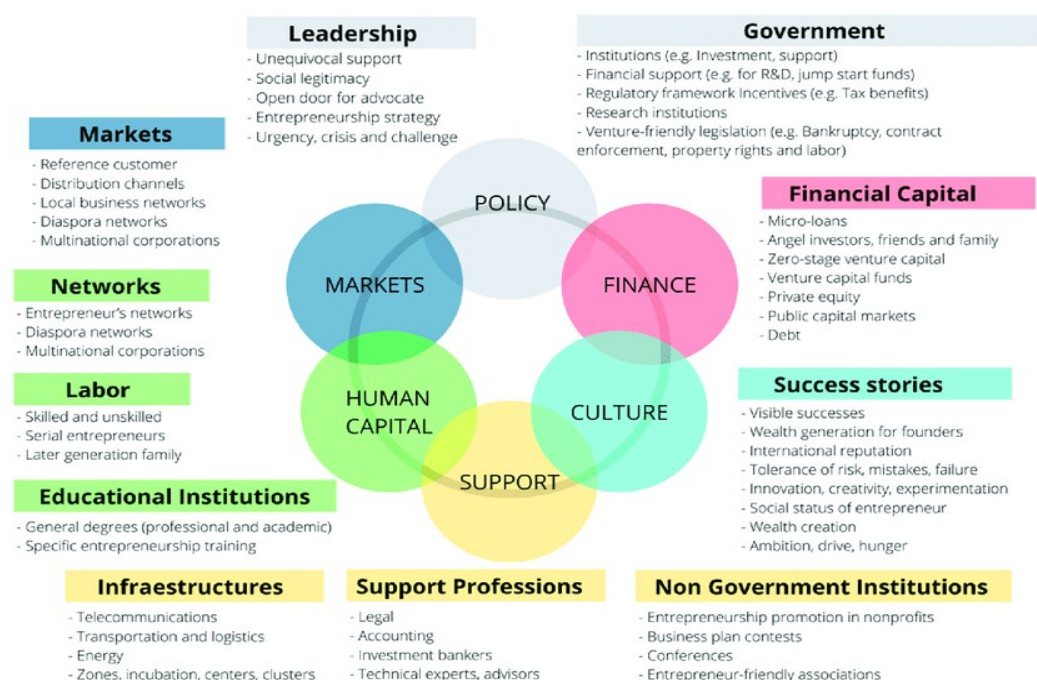 Leadership
- Unequivocal support
- Social legitimacy
- Open door for advocate
- Entrepreneurship strategy
- Urgency, crisis and challenge
Government
- Institutions (e.g. Investment, support)
- Financial support (e.g. for R&D, jump start funds)
- Regulatory framework Incentives (e.g. Tax benefits)
- Research institutions
- Venture-friendly legislation (e.g. Bankruptcy, contract
enforcement, property rights and labor)
Markets
- Reference customer
- Distribution channels
- Local business networks
- Diaspora networks
- Multinational corporations
Networks
- Entrepreneur's networks
- Diaspora networks
- Multinational corporations
Labor
- Skilled and unskilled
- Serial entrepreneurs
- Later generation family
Educational Institutions
- General degrees (professional and academic)
- Specific entrepreneurship training
POLICY
MARKETS
FINANCE
HUMAN
CAPITAL
CULTURE
SUPPORT
Financial Capital
- Micro-loans
- Angel investors, friends and family
- Zero-stage venture capital
- Venture capital funds
- Private equity
- Public capital markets
- Debt
Success stories
- Visible successes
- Wealth generation for founders
- International reputation
- Tolerance of risk, mistakes, failure
- Innovation, creativity, experimentation
- Social status of entrepreneur
- Wealth creation
- Ambition, drive, hunger
Infraestructures
- Telecommunications
- Transportation and logistics
- Energy
- Zones, incubation, centers, clusters
Support Professions
- Legal
- Accounting
- Investment bankers
- Technical experts, advisors
Non Government Institutions
- Entrepreneurship promotion in nonprofits
- Business plan contests
- Conferences
- Entrepreneur-friendly associations